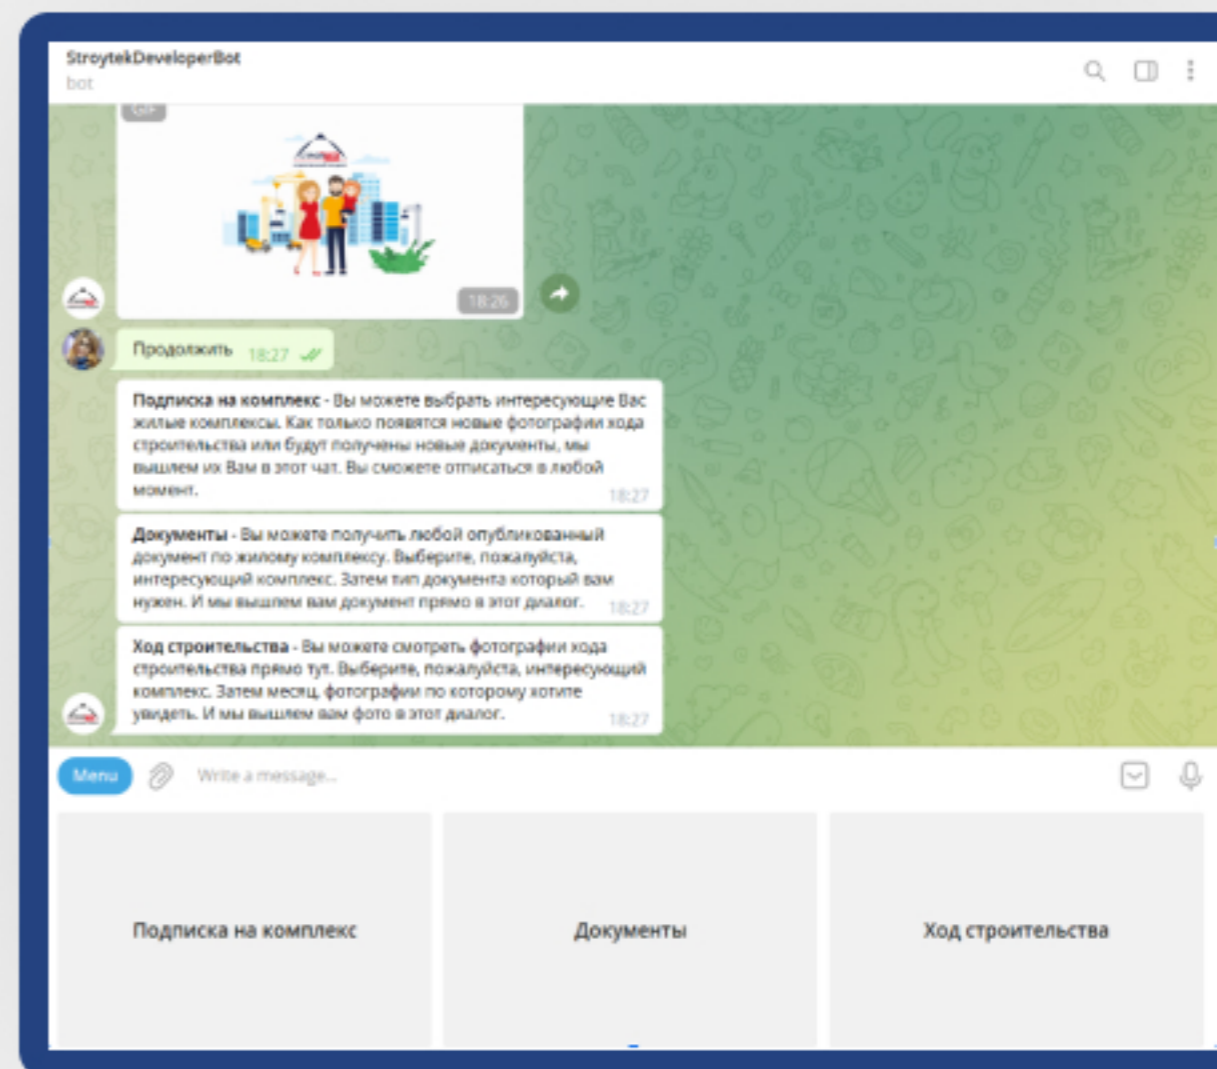 StroytekDeveloperBot
bot
GIF
18:26
Продолжить 18:27
Подписка на комплекс - Вы можете выбрать интересующие Вас
жилые комплексы. Как только появятся новые фотографии хода
строительства или будут получены новые документы, мы
вышлем их Вам в этот чат. Вы сможете отписаться в любой
момент. 18:27
Документы - Вы можете получить любой опубликованный
документ по жилому комплексу. Выберите, пожалуйста,
интересующий комплекс. Затем тип документа который вам
нужен. И мы вышлем вам документ прямо в этот диалог. 18:27
Ход строительства - Вы можете смотреть фотографии хода
строительства прямо тут. Выберите, пожалуйста, интересующий
комплекс. Затем месяц, фотографии по которому хотите
увидеть. И мы вышлем вам фото в этот диалог. 18:27
Menu Write a message...
Подписка на комплекс Документы Ход строительства